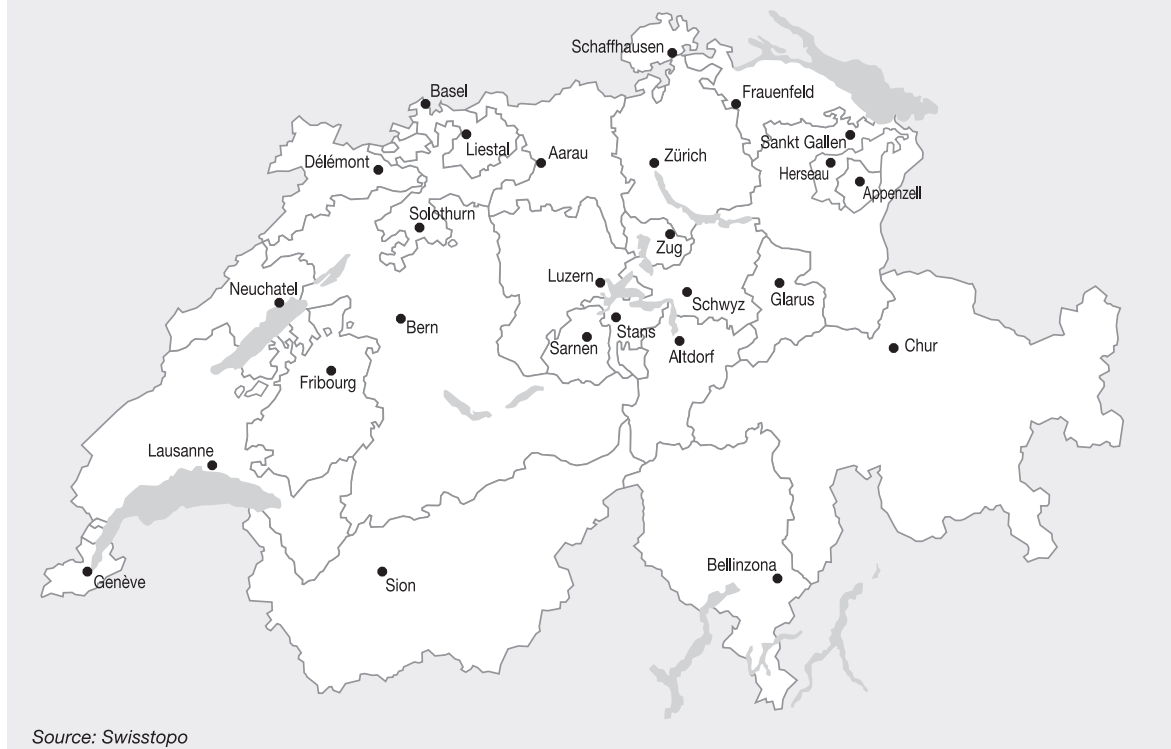 Schaffhausen
Basel
Frauenfeld
Liestal
Aarau
Zürich
Sankt Gallen
Délémont
Herseau
Appenzell
Solothurn
Zug
Neuchatel
Luzern
Schwyz
Glarus
Bern
Stans
Sarnen
Altdorf
Chur
Fribourg
Lausanne
Bellinzona
Genève
Sion
Source: Swisstopo